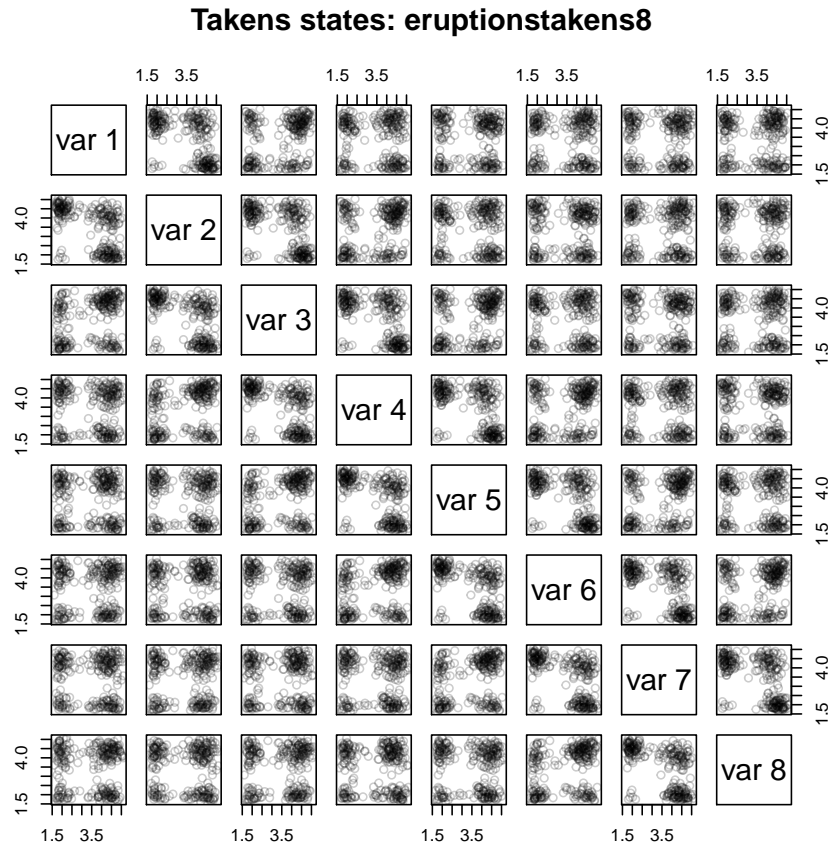 Takens states: eruptionstakens8
1.5 3.5 1.5 3.5 1.5 3.5 1.5 3.5
var 1 1.5 4.0
1.5 4.0 var 2
var 3 1.5 4.0
1.5 4.0 var 4
var 5 1.5 4.0
1.5 4.0 var 6
var 7 1.5 4.0
1.5 4.0 var 8
1.5 3.5 1.5 3.5 1.5 3.5 1.5 3.5